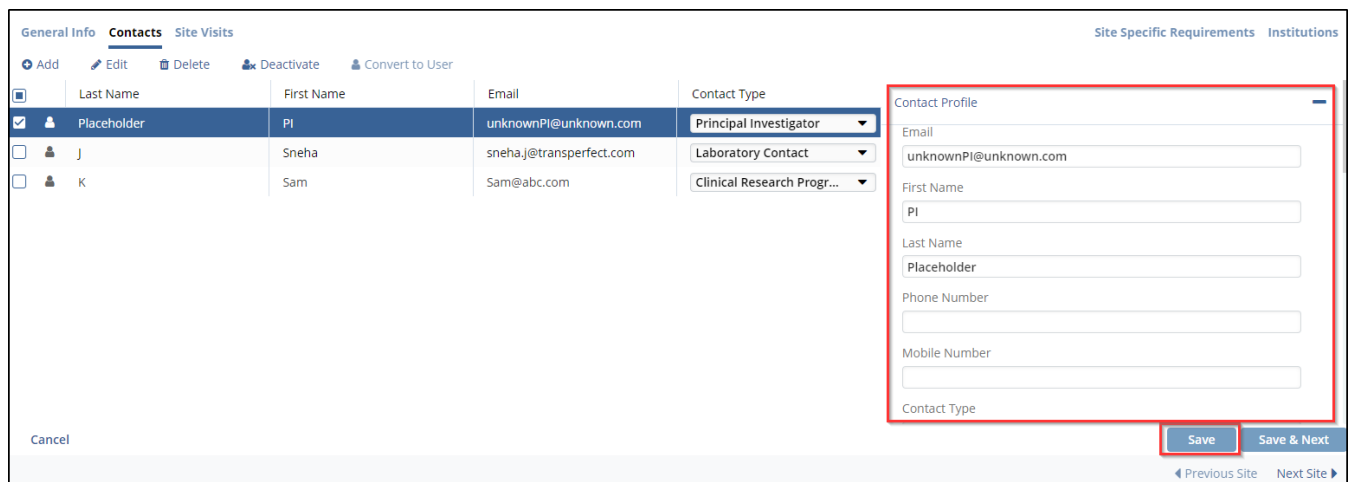 General Info Contacts Site Visits Site Specific Requirements Institutions
Add Edit Delete Deactivate Convert to User
Last Name First Name Email Contact Type
Placeholder PI unknownPI@unknown.com Principal Investigator
J Sneha sneha.j@transperfect.com Laboratory Contact
K Sam Sam@abc.com Clinical Research Progr...
Contact Profile
Email
unknownPI@unknown.com
First Name
PI
Last Name
Placeholder
Phone Number
Mobile Number
Contact Type
Cancel Save Save & Next
Previous Site Next Site